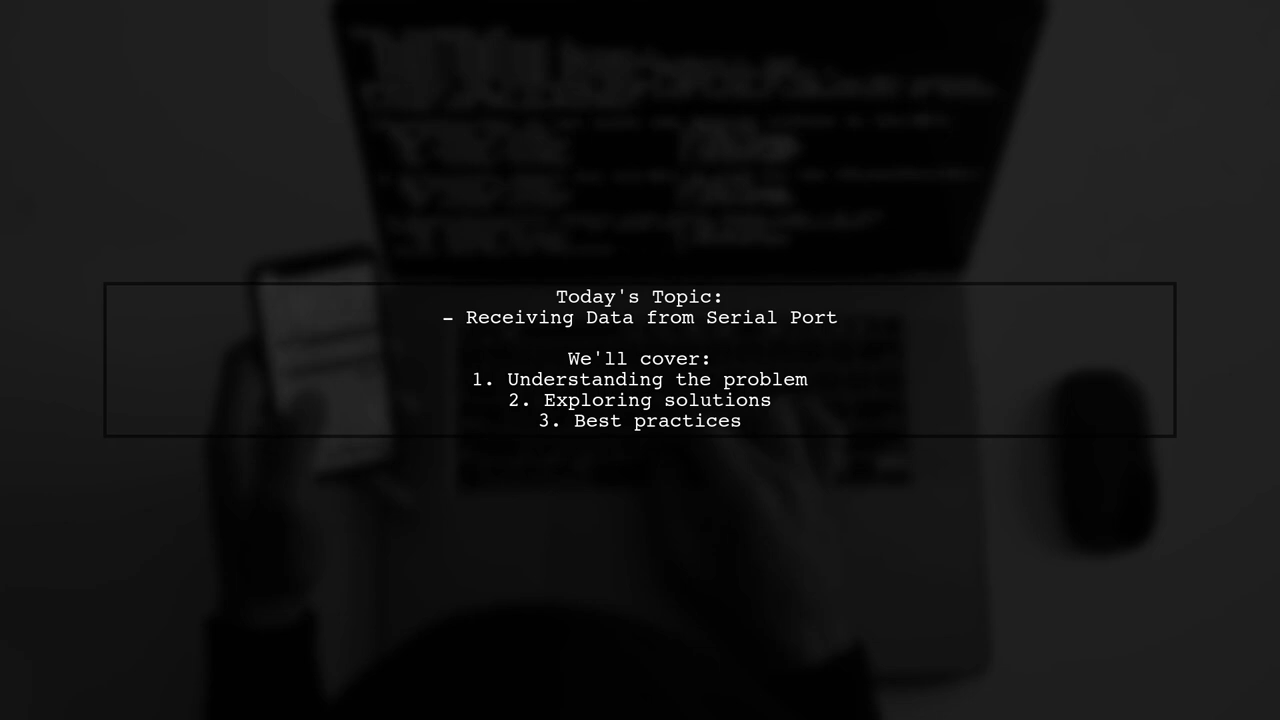 Today's Topic:
– Receiving Data from Serial Port
We'll cover:
1. Understanding the problem
2. Exploring solutions
3. Best practices